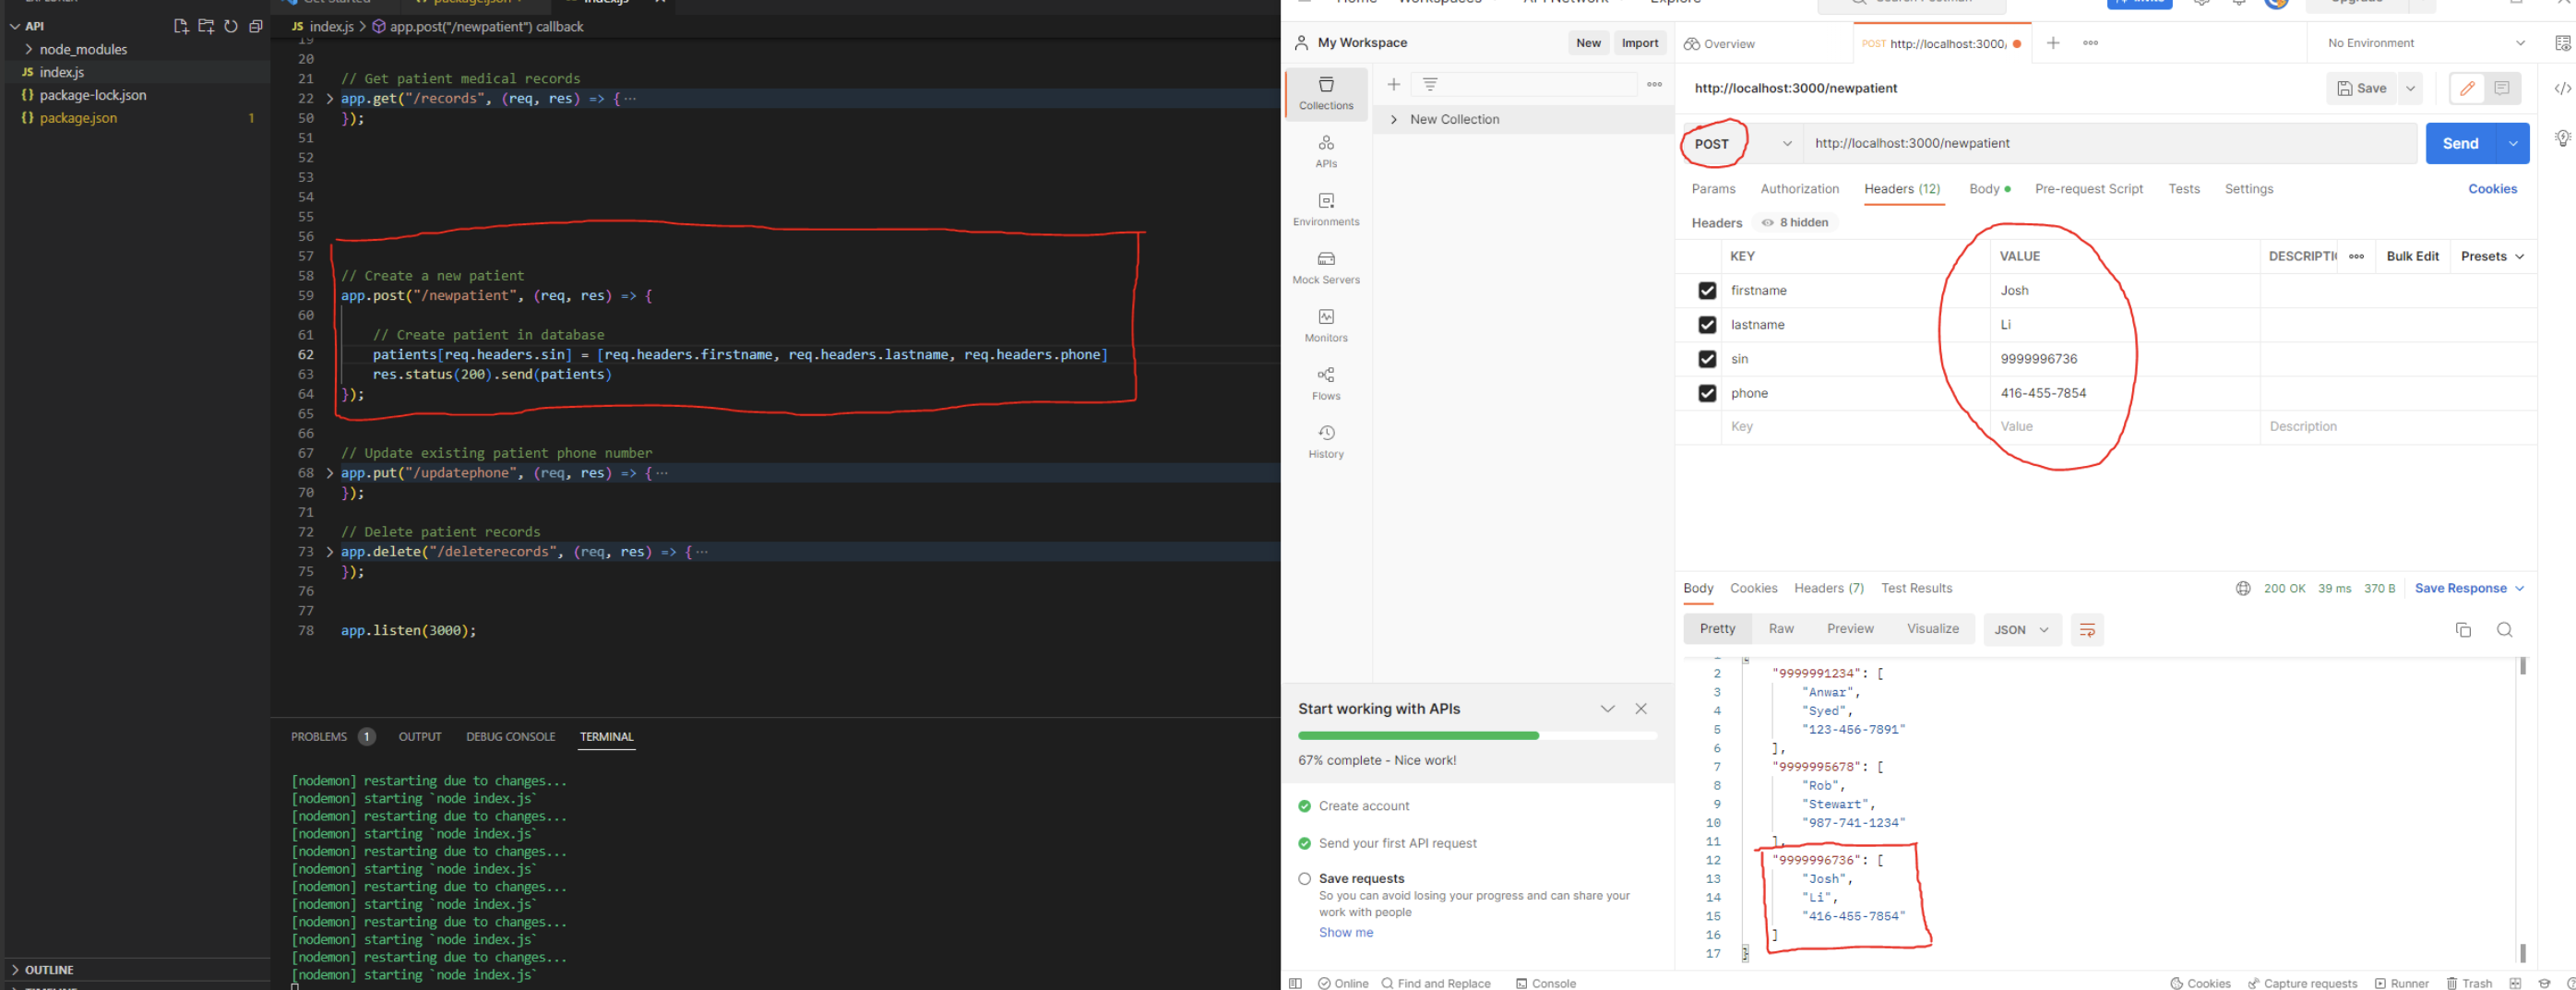 API
node_modules
JS index.js
{} package-lock.json
{} package.json 1
OUTLINE
JS index.js > app.post("/newpatient") callback
19
20
21 // Get patient medical records
22 app.get("/records", (req, res) => { ...
50 });
51
52
53
54
55
56
57
58 // Create a new patient
59 app.post("/newpatient", (req, res) => {
60
61 // Create patient in database
62 patients[req.headers.sin] = [req.headers.firstname, req.headers.lastname, req.headers.phone]
63 res.status(200).send(patients)
64 });
65
66
67 // Update existing patient phone number
68 app.put("/updatephone", (req, res) => { ...
70 });
71
72 // Delete patient records
73 app.delete("/deleterecords", (req, res) => { ...
75 });
76
77
78 app.listen(3000);
PROBLEMS 1 OUTPUT DEBUG CONSOLE TERMINAL
[nodemon] restarting due to changes...
[nodemon] starting `node index.js`
[nodemon] restarting due to changes...
[nodemon] starting `node index.js`
[nodemon] restarting due to changes...
[nodemon] starting `node index.js`
[nodemon] restarting due to changes...
[nodemon] starting `node index.js`
[nodemon] restarting due to changes...
[nodemon] starting `node index.js`
[nodemon] restarting due to changes...
[nodemon] starting `node index.js`
My Workspace New Import
Collections
APIs
Environments
Mock Servers
Monitors
Flows
History
New Collection
Start working with APIs
67% complete - Nice work!
Create account
Send your first API request
Save requests
So you can avoid losing your progress and can share your
work with people
Show me
Overview POST http://localhost:3000/ No Environment
http://localhost:3000/newpatient Save
POST http://localhost:3000/newpatient Send
Params Authorization Headers (12) Body Pre-request Script Tests Settings Cookies
Headers 8 hidden
KEY VALUE DESCRIPTI Bulk Edit Presets
firstname Josh
lastname Li
sin 9999996736
phone 416-455-7854
Key Value Description
Body Cookies Headers (7) Test Results 200 OK 39 ms 370 B Save Response
Pretty Raw Preview Visualize JSON
2 "9999991234": [
3 "Anwar",
4 "Syed",
5 "123-456-7891"
6 ],
7 "9999995678": [
8 "Rob",
9 "Stewart",
10 "987-741-1234"
11 ],
12 "9999996736": [
13 "Josh",
14 "Li",
15 "416-455-7854"
16 ]
17 }
Online Find and Replace Console Cookies Capture requests Runner Trash